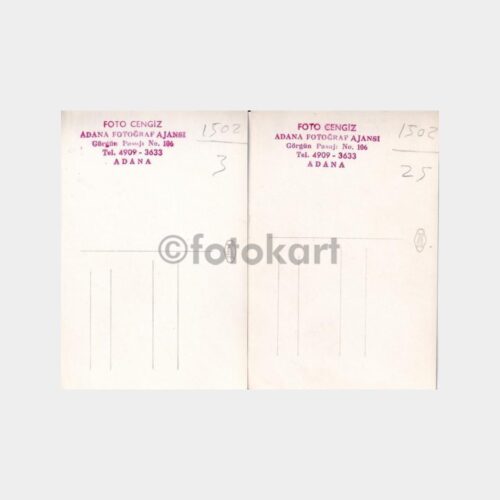 FOTO CENGİZ
ADANA FOTOĞRAF AJANSI
Görgün Pasajı No. 106
Tel. 4909 - 3633
ADANA
1502
3
FOTO CENGİZ
ADANA FOTOĞRAF AJANSI
Görgün Pasajı No. 106
Tel. 4909 - 3633
ADANA
1502
25
©fotokart